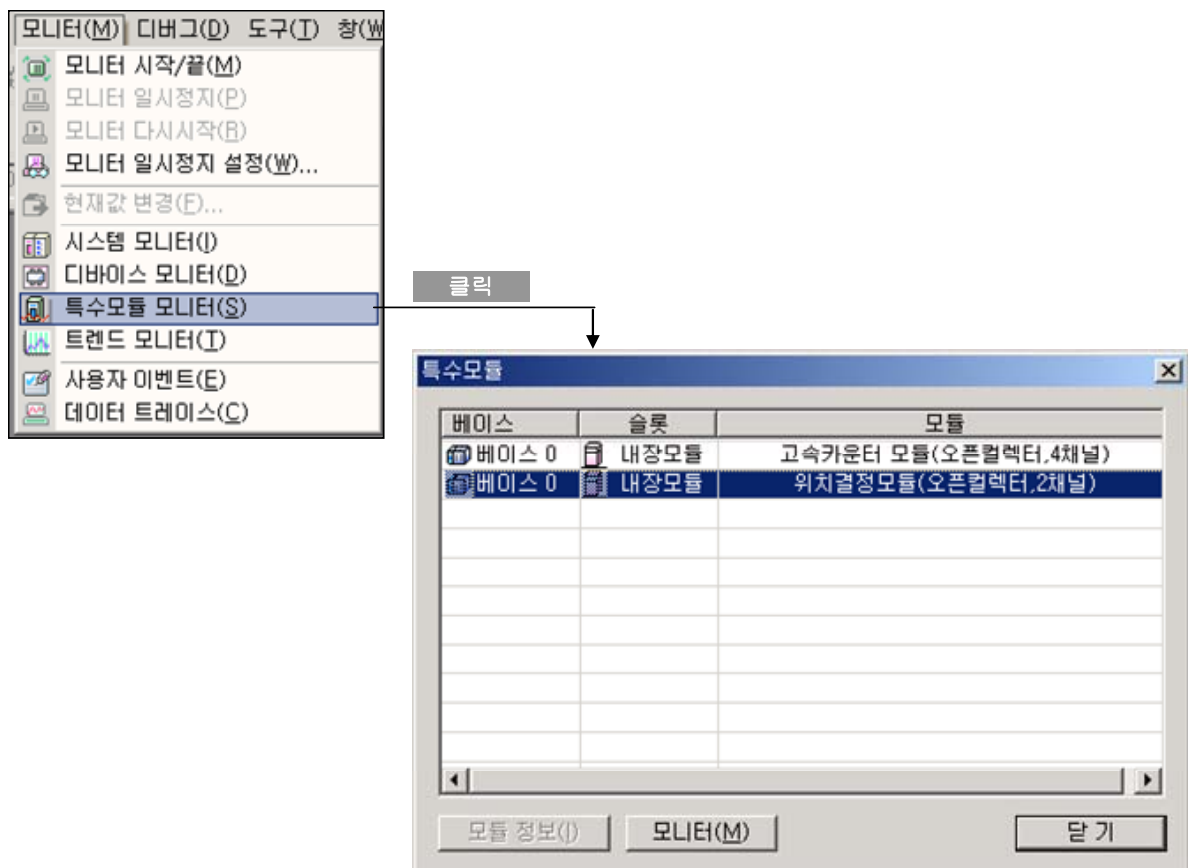 모니터(M) 디버그(D) 도구(T) 창(W
모니터 시작/끝(M)
모니터 일시정지(P)
모니터 다시시작(R)
모니터 일시정지 설정(W)...
현재값 변경(F)...
시스템 모니터(I)
디바이스 모니터(D)
특수모듈 모니터(S)
트렌드 모니터(T)
사용자 이벤트(E)
데이터 트레이스(C)
클릭
특수모듈
베이스 슬롯 모듈
베이스 0 내장모듈 고속카운터 모듈(오픈컬렉터,4채널)
베이스 0 내장모듈 위치결정모듈(오픈컬렉터,2채널)
모듈 정보(I) 모니터(M) 닫 기